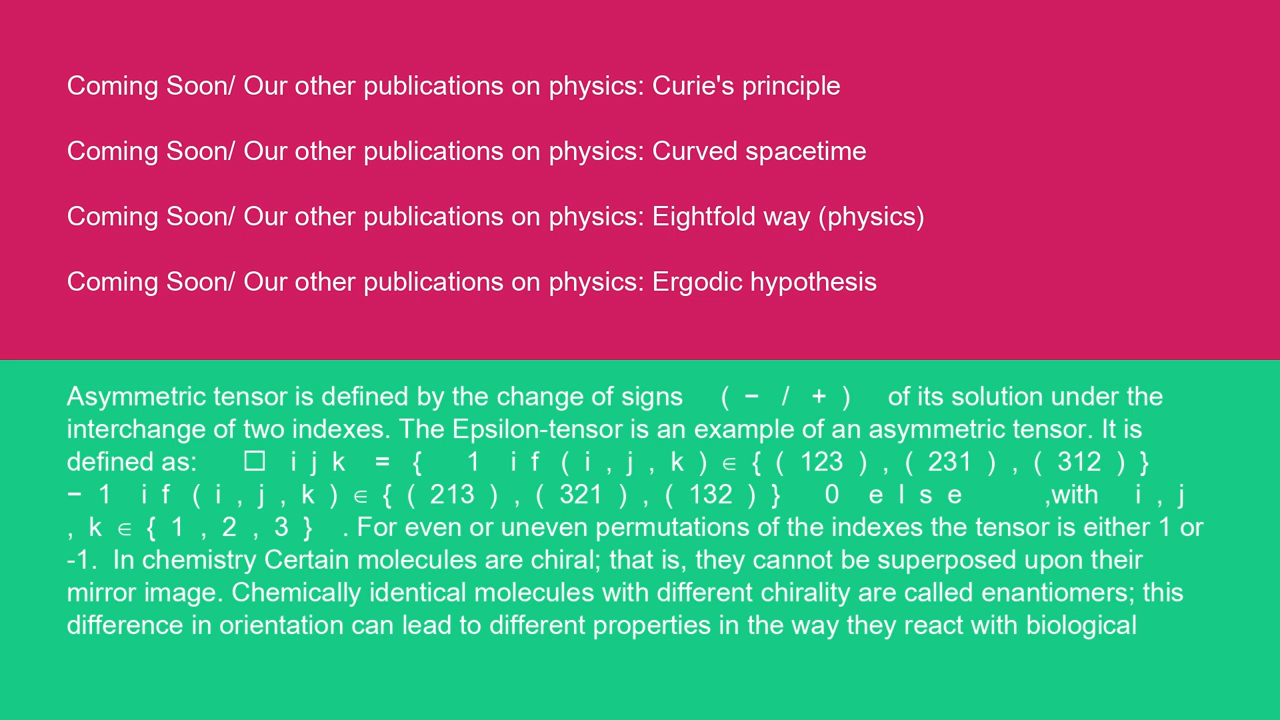 Coming Soon/ Our other publications on physics: Curie's principle
Coming Soon/ Our other publications on physics: Curved spacetime
Coming Soon/ Our other publications on physics: Eightfold way (physics)
Coming Soon/ Our other publications on physics: Ergodic hypothesis
Asymmetric tensor is defined by the change of signs ( − / + ) of its solution under the
interchange of two indexes. The Epsilon-tensor is an example of an asymmetric tensor. It is
defined as: □ i j k = { 1 i f ( i , j , k ) ∈ { ( 123 ) , ( 231 ) , ( 312 ) }
− 1 i f ( i , j , k ) ∈ { ( 213 ) , ( 321 ) , ( 132 ) } 0 e l s e ,with i , j
, k ∈ { 1 , 2 , 3 } . For even or uneven permutations of the indexes the tensor is either 1 or
-1. In chemistry Certain molecules are chiral; that is, they cannot be superposed upon their
mirror image. Chemically identical molecules with different chirality are called enantiomers; this
difference in orientation can lead to different properties in the way they react with biological